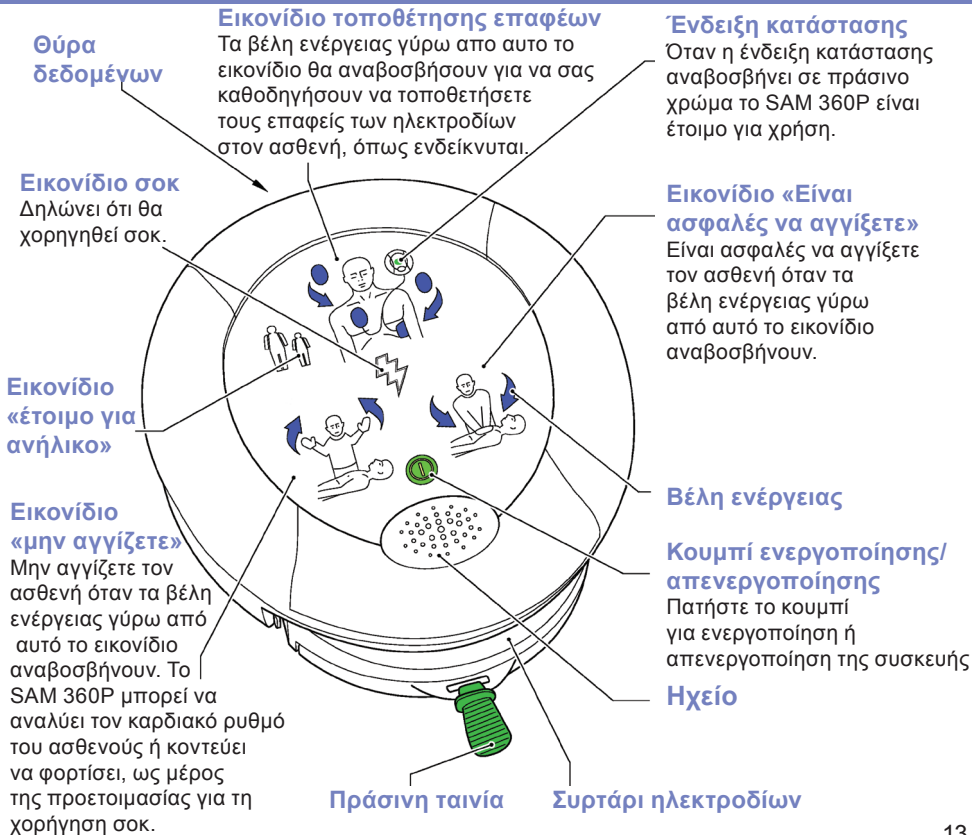 Εικονίδιο τοποθέτησης επαφέων
Τα βέλη ενέργειας γύρω απο αυτο το
εικονίδιο θα αναβοσβήσουν για να σας
καθοδηγήσουν να τοποθετήσετε
τους επαφείς των ηλεκτροδίων
στον ασθενή, όπως ενδείκνυται.
Ένδειξη κατάστασης
Όταν η ένδειξη κατάστασης
αναβοσβήνει σε πράσινο
χρώμα το SAM 360P είναι
έτοιμο για χρήση.
Θύρα
δεδομένων
Εικονίδιο σοκ
Δηλώνει ότι θα
χορηγηθεί σοκ.
Εικονίδιο «Είναι
ασφαλές να αγγίξετε»
Είναι ασφαλές να αγγίξετε
τον ασθενή όταν τα
βέλη ενέργειας γύρω
από αυτό το εικονίδιο
αναβοσβήνουν.
Εικονίδιο
«έτοιμο για
ανήλικο»
Εικονίδιο
«μην αγγίζετε»
Μην αγγίζετε τον
ασθενή όταν τα βέλη
ενέργειας γύρω από
αυτό το εικονίδιο
αναβοσβήνουν. Το
SAM 360P μπορεί να
αναλύει τον καρδιακό ρυθμό
του ασθενούς ή κοντεύει
να φορτίσει, ως μέρος
της προετοιμασίας για τη
χορήγηση σοκ.
Βέλη ενέργειας
Κουμπί ενεργοποίησης/
απενεργοποίησης
Πατήστε το κουμπί
για ενεργοποίηση ή
απενεργοποίηση της συσκευής
Ηχείο
Πράσινη ταινία
Συρτάρι ηλεκτροδίων
13